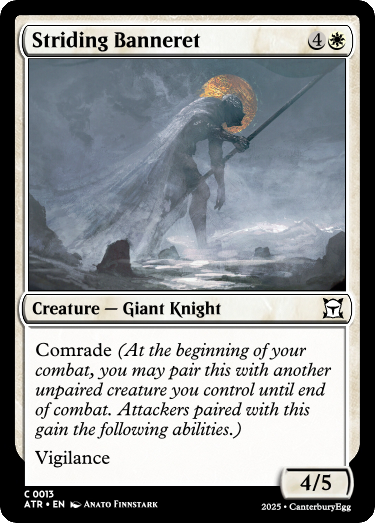 Striding Banneret 4
Creature — Giant Knight
Comrade (At the beginning of your
combat, you may pair this with another
unpaired creature you control until end
of combat. Attackers paired with this
gain the following abilities.)
Vigilance
4/5
C 0013
ATR • EN Anato Finnstark
2025 • CanterburyEgg